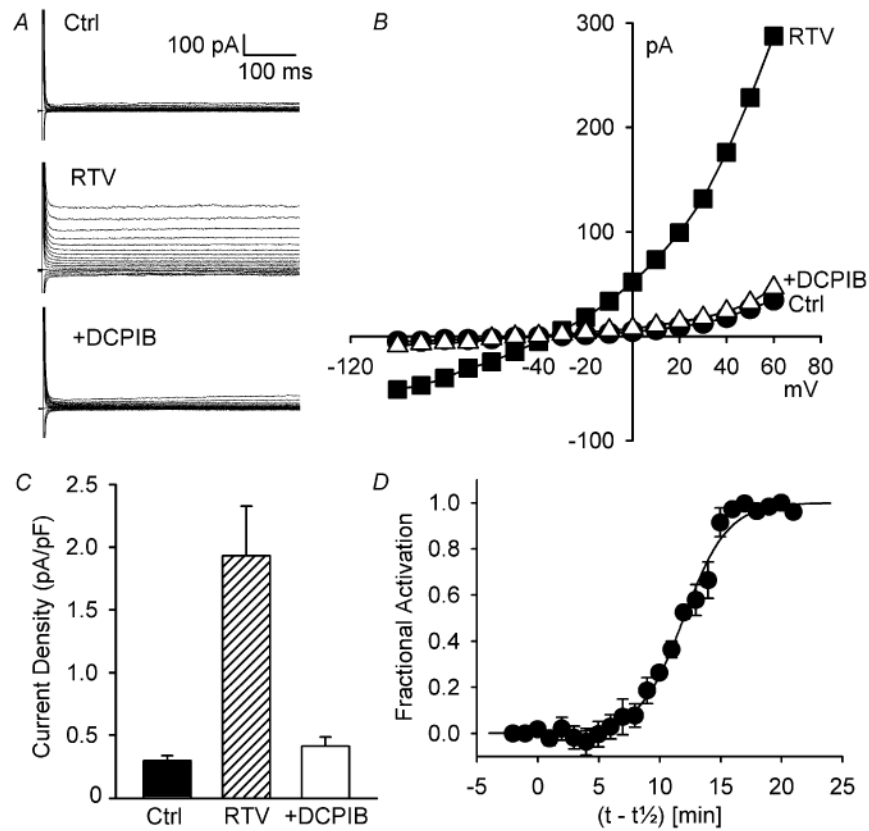 A
Ctrl
100 pA
100 ms
RTV
+DCPIB
B
300
pA
RTV
200
100
+DCPIB
Ctrl
-120 -60 -20 20 40 60 80
mV
-100
C
Current Density (pA/pF)
2.5
2.0
1.5
1.0
0.5
0
Ctrl RTV +DCPIB
D
Fractional Activation
1.0
0.8
0.6
0.4
0.2
0.0
-5 0 5 10 15 20 25
(t - t½) [min]